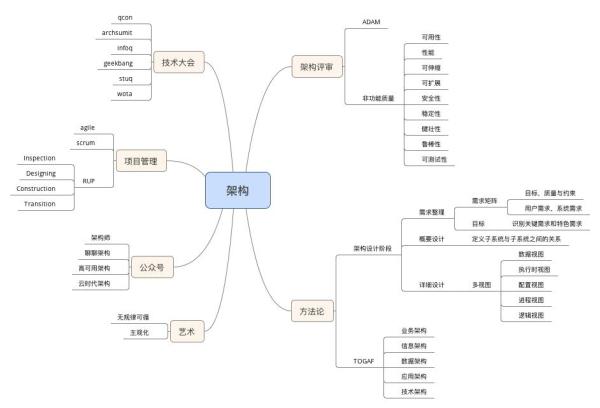 架构
技术大会
qcon
archsumit
infoq
geekbang
stuq
wota
项目管理
agile
scrum
RUP
Inspection
Designing
Construction
Transition
公众号
架构师
聊聊架构
高可用架构
云时代架构
艺术
无规律可循
主观化
架构评审
ADAM
非功能质量
可用性
性能
可伸缩
可扩展
安全性
稳定性
健壮性
鲁棒性
可测试性
方法论
架构设计阶段
需求整理
需求矩阵
目标、质量与约束
用户需求、系统需求
目标
识别关键需求和特色需求
概要设计
定义子系统与子系统之间的关系
详细设计
多视图
数据视图
执行时视图
配置视图
进程视图
逻辑视图
TOGAF
业务架构
信息架构
数据架构
应用架构
技术架构